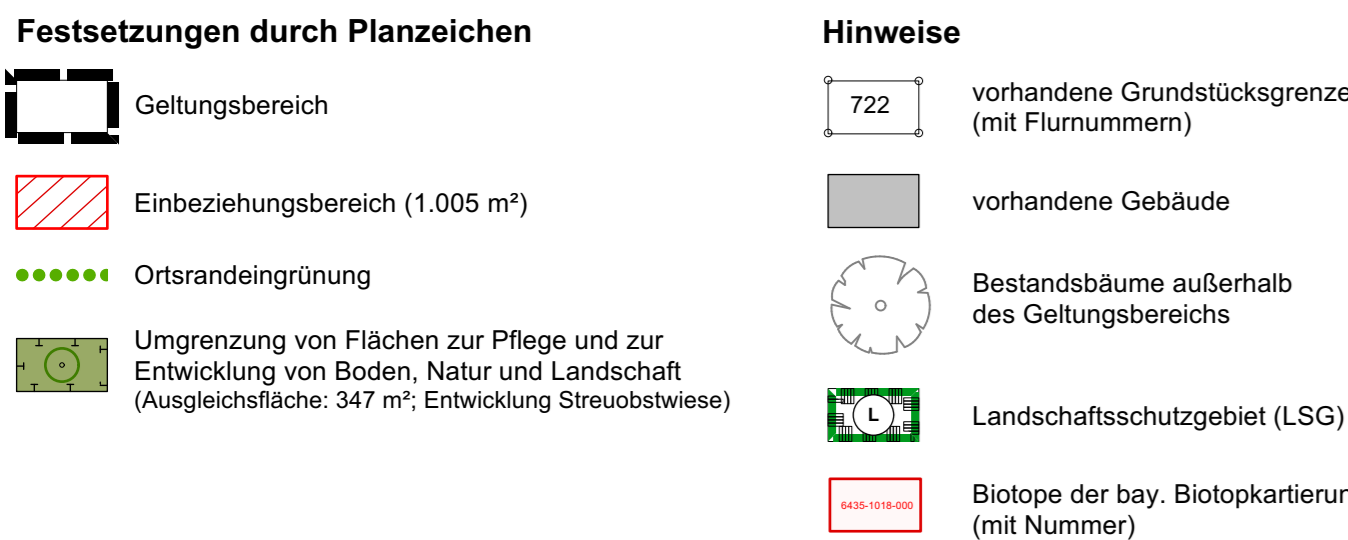 Festsetzungen durch Planzeichen
Geltungsbereich
Einbeziehungsbereich (1.005 m²)
Ortsrandeingrünung
Umgrenzung von Flächen zur Pflege und zur
Entwicklung von Boden, Natur und Landschaft
(Ausgleichsfläche: 347 m²; Entwicklung Streuobstwiese)
Hinweise
722
vorhandene Grundstücksgrenze
(mit Flurnummern)
vorhandene Gebäude
Bestandsbäume außerhalb
des Geltungsbereichs
L
Landschaftsschutzgebiet (LSG)
6435-1018-000
Biotope der bay. Biotopkartierun
(mit Nummer)